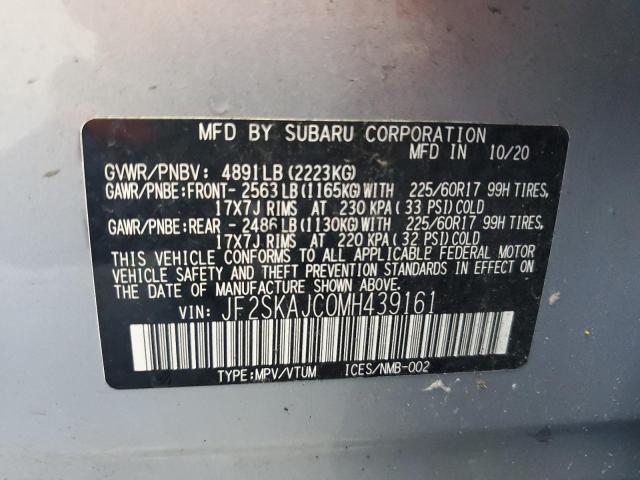 MFD BY SUBARU CORPORATION
GVWR/PNBV: 4891LB (2223KG) MFD IN 10/20
GAWR/PNBE:FRONT- 2563LB (1165KG)WITH 225/60R17 99H TIRES,
17X7J RIMS AT 230 KPA ( 33 PSI) COLD
GAWR/PNBE:REAR - 2486LB (1130KG)WITH 225/60R17 99H TIRES,
17X7J RIMS AT 220 KPA ( 32 PSI) COLD
THIS VEHICLE CONFORMS TO ALL APPLICABLE FEDERAL MOTOR
VEHICLE SAFETY AND THEFT PREVENTION STANDARDS IN EFFECT ON
THE DATE OF MANUFACTURE SHOWN ABOVE.
VIN: JF2SKAJC0MH439161
TYPE:MPV/VTUM ICES/NMB-002